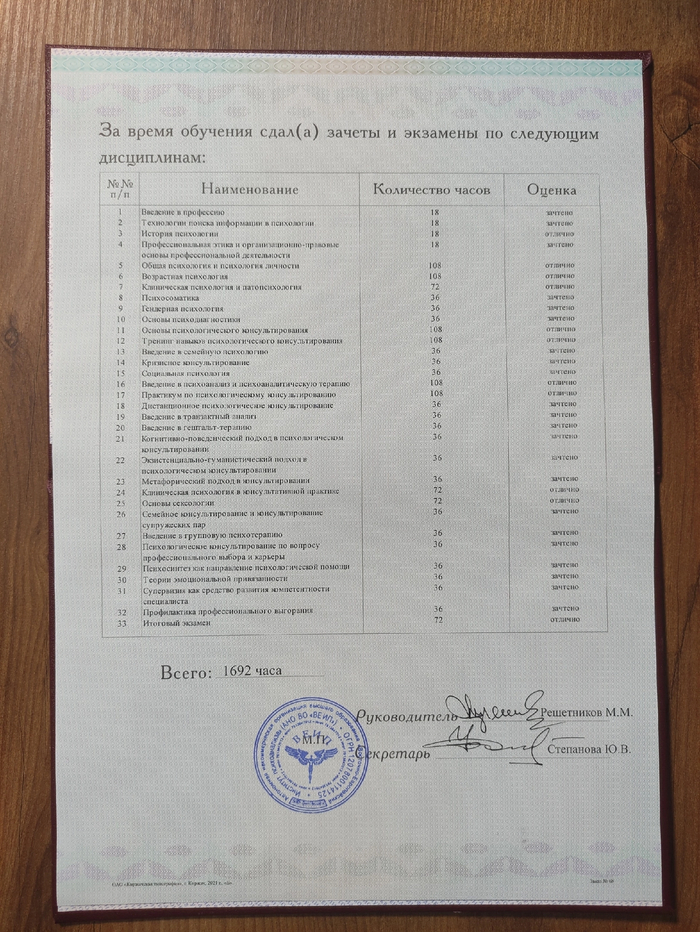 За время обучения сдал(а) зачеты и экзамены по следующим
дисциплинам:
№№ п/п Наименование Количество часов Оценка
1 Введение в профессию 18 зачтено
2 Технологии поиска информации в психологии 18 зачтено
3 История психологии 18 отлично
4 Профессиональная этика и организационно-правовые 18 зачтено
основы профессиональной деятельности
5 Общая психология и психология личности 108 отлично
6 Возрастная психология 108 отлично
7 Клиническая психология и патопсихология 72 отлично
8 Психосоматика 36 зачтено
9 Гендерная психология 36 зачтено
10 Основы психодиагностики 36 зачтено
11 Основы психологического консультирования 108 отлично
12 Тренинг навыков психологического консультирования 108 отлично
13 Введение в семейную психологию 36 зачтено
14 Кризисное консультирование 36 зачтено
15 Социальная психология 36 зачтено
16 Введение в психоанализ и психоаналитическую терапию 108 отлично
17 Практикум по психологическому консультированию 108 отлично
18 Дистанционное психологическое консультирование 36 зачтено
19 Введение в транзактный анализ 36 зачтено
20 Введение в гештальт-терапию 36 зачтено
21 Когнитивно-поведенческий подход в психологическом 36 зачтено
консультировании
22 Экзистенциально-гуманистический подход в 36 зачтено
психологическом консультировании
23 Метафорический подход в консультировании 36 зачтено
24 Клиническая психология в консультативной практике 72 отлично
25 Основы сексологии 72 отлично
26 Семейное консультирование и консультирование 36 зачтено
супружеских пар
27 Введение в групповую психотерапию 36 зачтено
28 Психологическое консультирование по вопросу 36 зачтено
профессионального выбора и карьеры
29 Психосинтез как направление психологической помощи 36 зачтено
30 Теории эмоциональной привязанности 36 зачтено
31 Супервизия как средство развития компетентности 36 зачтено
специалиста
32 Профилактика профессионального выгорания 36 зачтено
33 Итоговый экзамен 72 отлично
Всего: 1692 часа
Руководитель Решетников М.М.
М.П.
Секретарь Степанова Ю.В.
ВЕИП